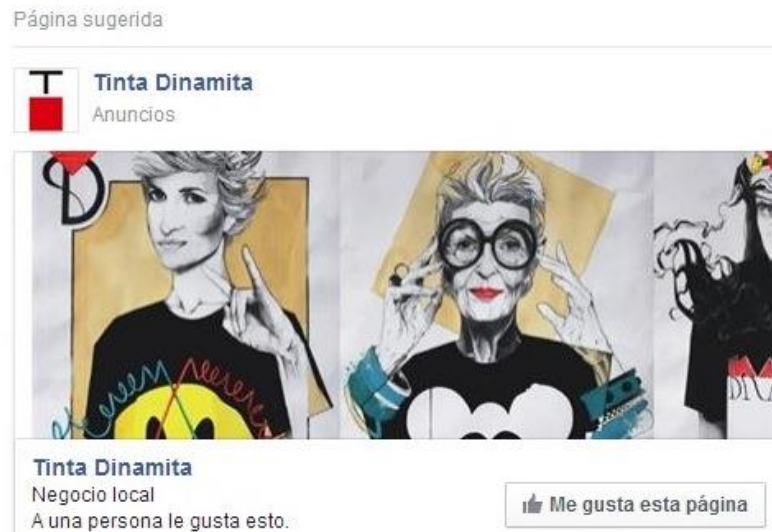 Página sugerida
T
Tinta Dinamita
Anuncios
D
Tinta Dinamita
Negocio local
A una persona le gusta esto.
Me gusta esta página